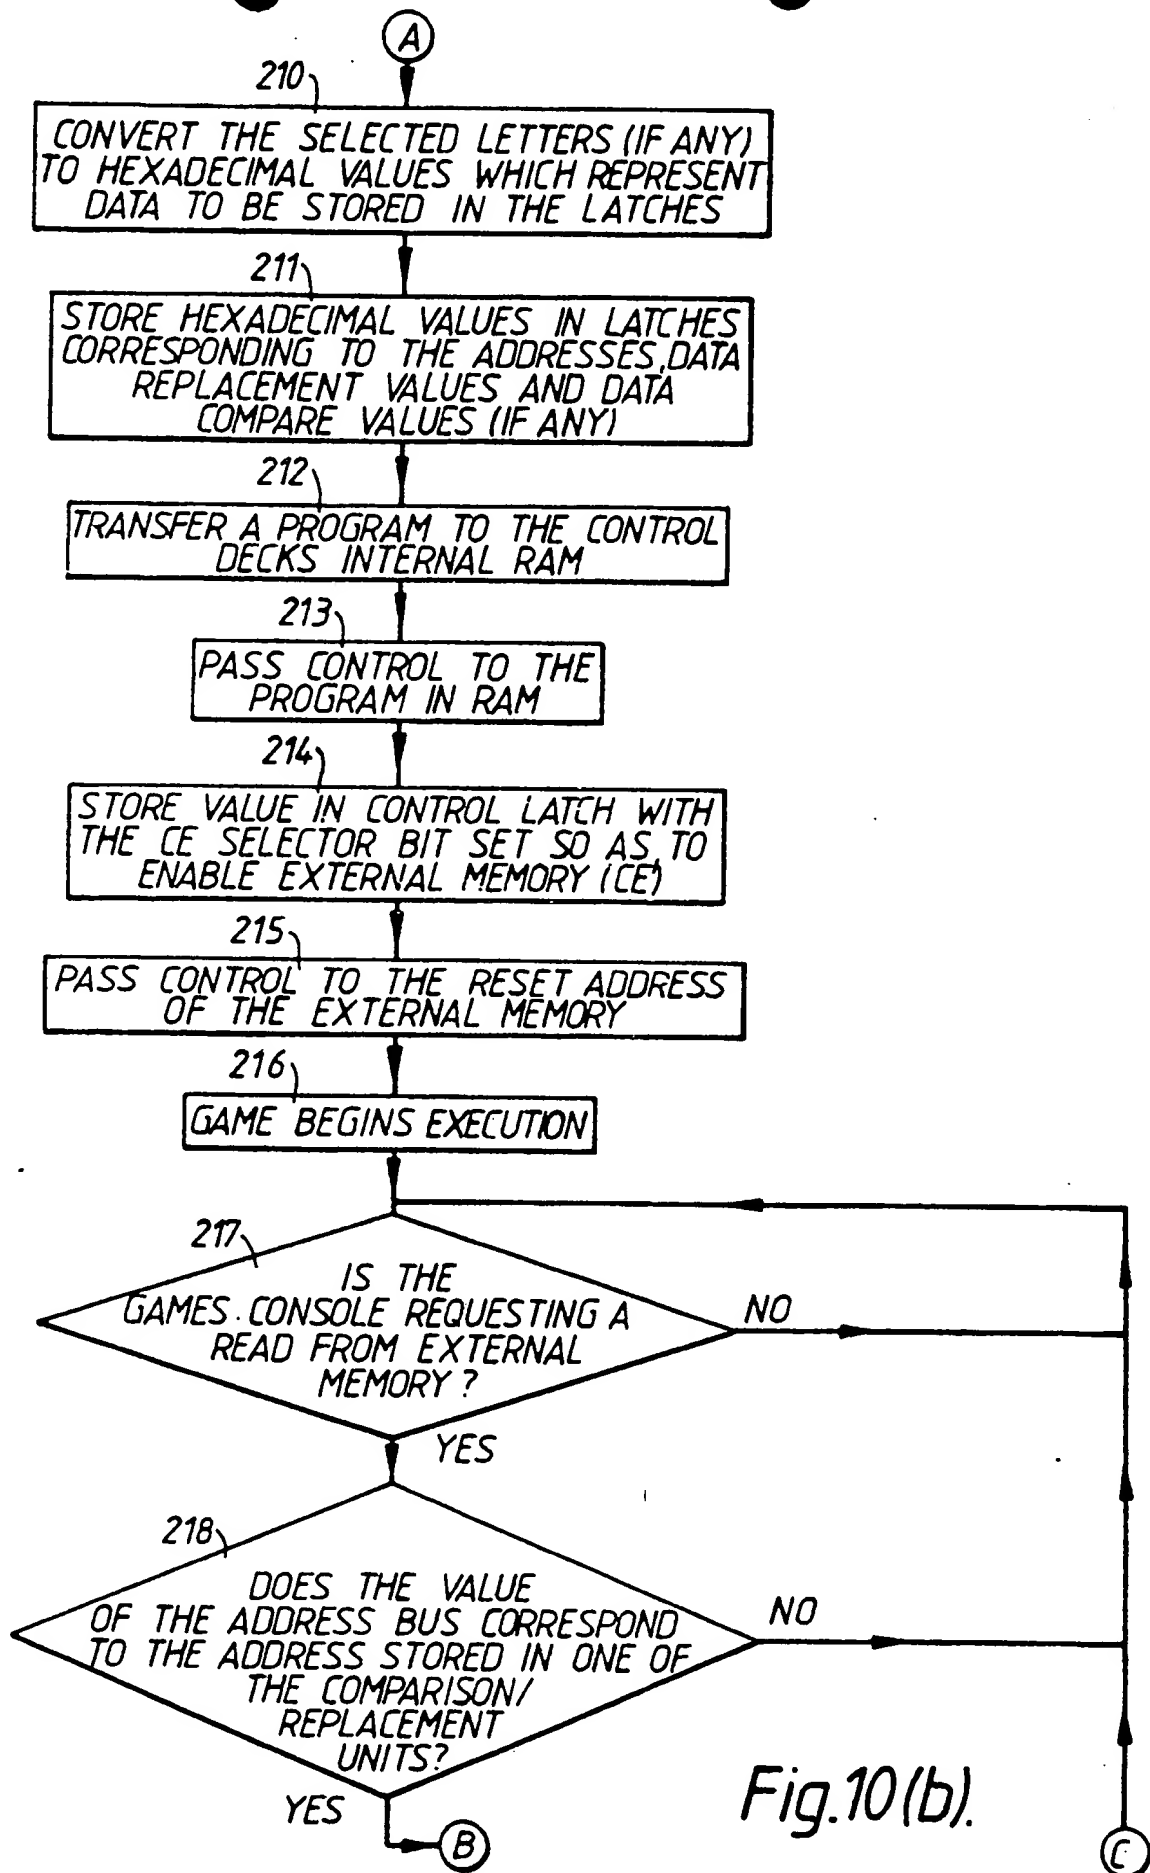 A
210
CONVERT THE SELECTED LETTERS (IF ANY)
TO HEXADECIMAL VALUES WHICH REPRESENT
DATA TO BE STORED IN THE LATCHES
211
STORE HEXADECIMAL VALUES IN LATCHES
CORRESPONDING TO THE ADDRESSES, DATA
REPLACEMENT VALUES AND DATA
COMPARE VALUES (IF ANY)
212
TRANSFER A PROGRAM TO THE CONTROL
DECKS INTERNAL RAM
213
PASS CONTROL TO THE
PROGRAM IN RAM
214
STORE VALUE IN CONTROL LATCH WITH
THE CE SELECTOR BIT SET SO AS TO
ENABLE EXTERNAL MEMORY (CE')
215
PASS CONTROL TO THE RESET ADDRESS
OF THE EXTERNAL MEMORY
216
GAME BEGINS EXECUTION
217
IS THE
GAMES CONSOLE REQUESTING A
READ FROM EXTERNAL
MEMORY?
NO
YES
218
DOES THE VALUE
OF THE ADDRESS BUS CORRESPOND
TO THE ADDRESS STORED IN ONE OF
THE COMPARISON/
REPLACEMENT
UNITS?
NO
YES
B
Fig.10(b).
C